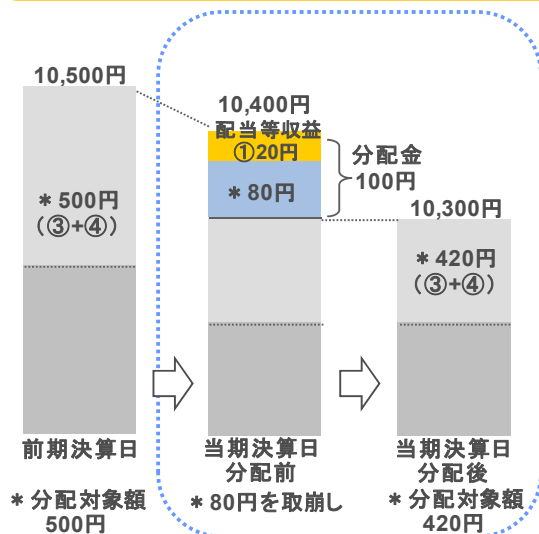 10,500円
10,400円
配当等収益
①20円
分配金
100円
＊500円
(③+④)
＊80円
10,300円
＊420円
(③+④)
前期決算日
当期決算日
分配前
当期決算日
分配後
＊分配対象額
500円
＊80円を取崩し
＊分配対象額
420円